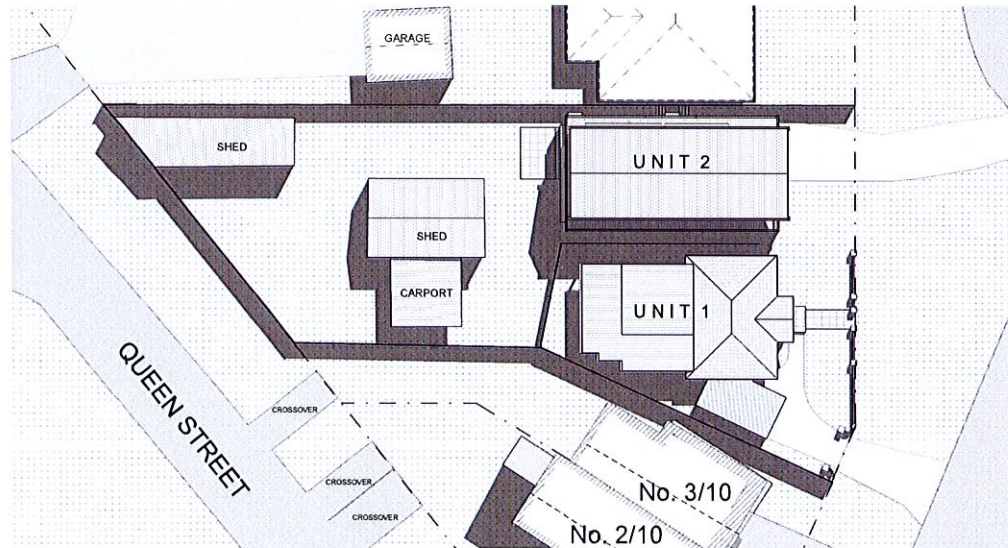 GARAGE
SHED
UNIT 2
SHED
CARPORT
UNIT 1
QUEEN STREET
CROSSOVER
CROSSOVER
CROSSOVER
No. 3/10
No. 2/10